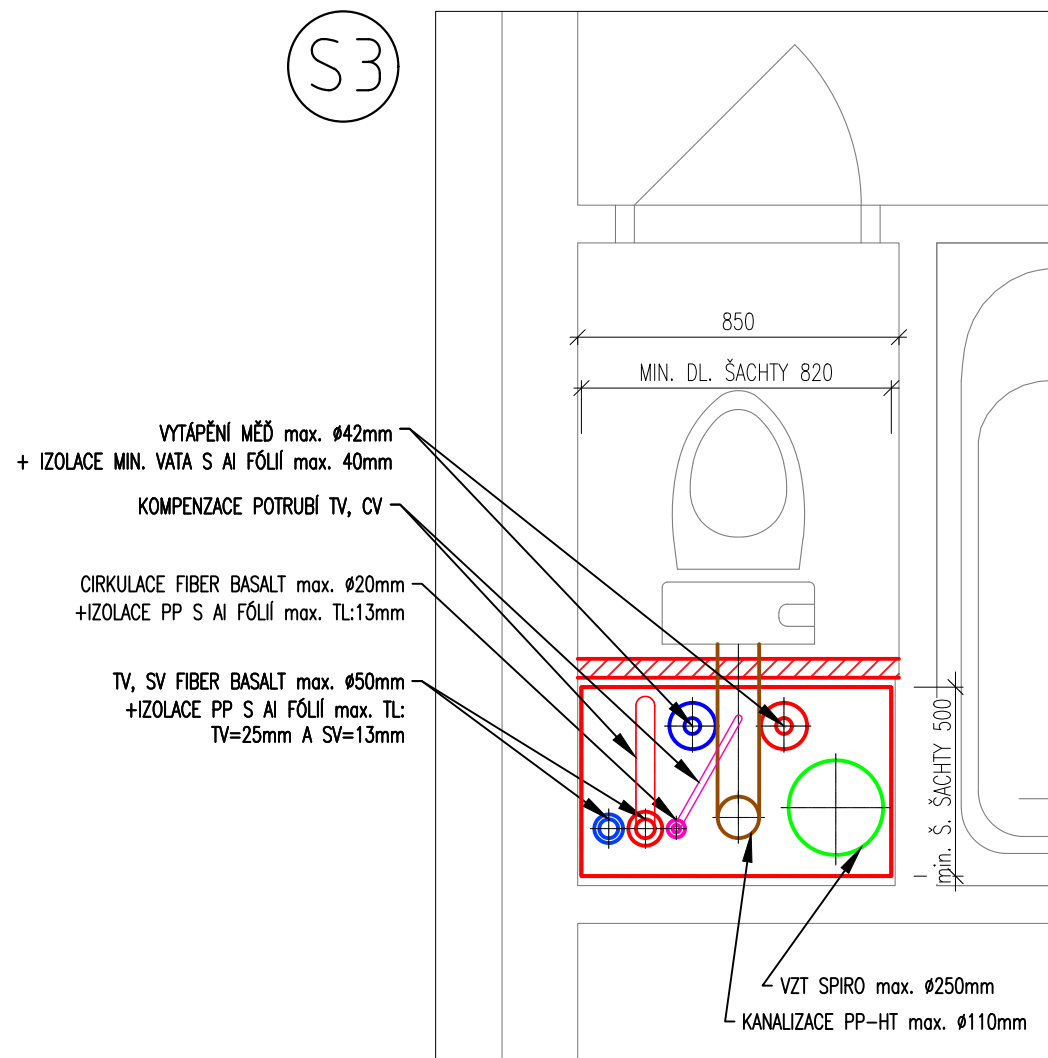 S3
850
MIN. DL. ŠACHTY 820
VYTÁPĚNÍ MĚĎ max. ø42mm
+ IZOLACE MIN. VATA S Al FÓLIÍ max. 40mm
KOMPENZACE POTRUBÍ TV, CV
CIRKULACE FIBER BASALT max. ø20mm
+IZOLACE PP S Al FÓLIÍ max. TL:13mm
TV, SV FIBER BASALT max. ø50mm
+IZOLACE PP S Al FÓLIÍ max. TL:
TV=25mm A SV=13mm
min. Š. ŠACHTY 500
VZT SPIRO max. ø250mm
KANALIZACE PP-HT max. ø110mm